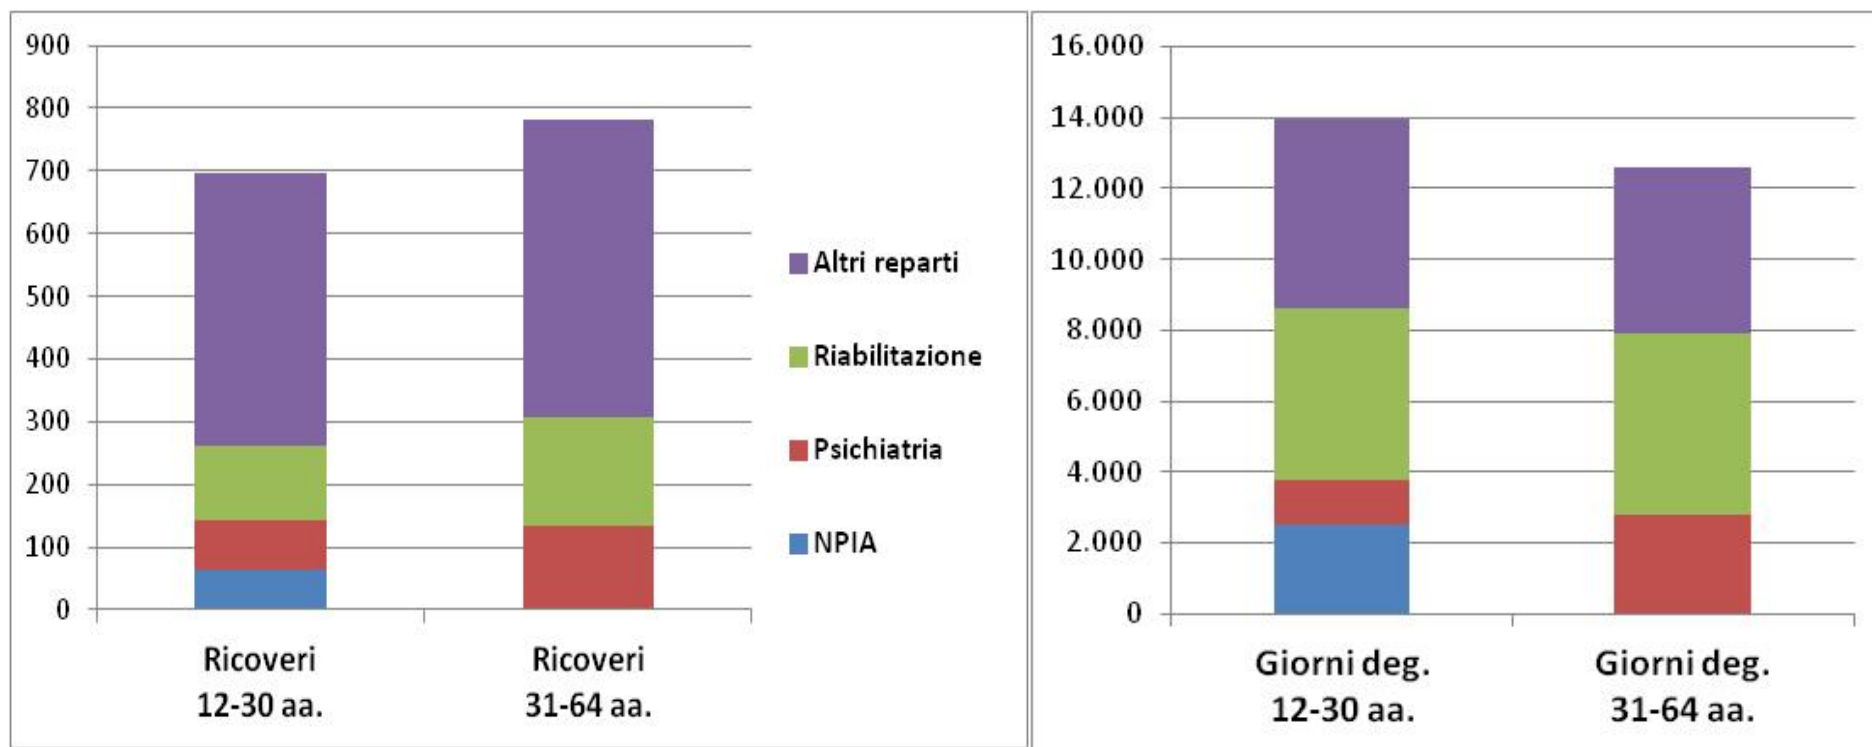 900
800
700
600
500
400
300
200
100
0
Ricoveri
12-30 aa.
Ricoveri
31-64 aa.
Altri reparti
Riabilitazione
Psichiatria
NPIA
16.000
14.000
12.000
10.000
8.000
6.000
4.000
2.000
0
Giorni deg.
12-30 aa.
Giorni deg.
31-64 aa.